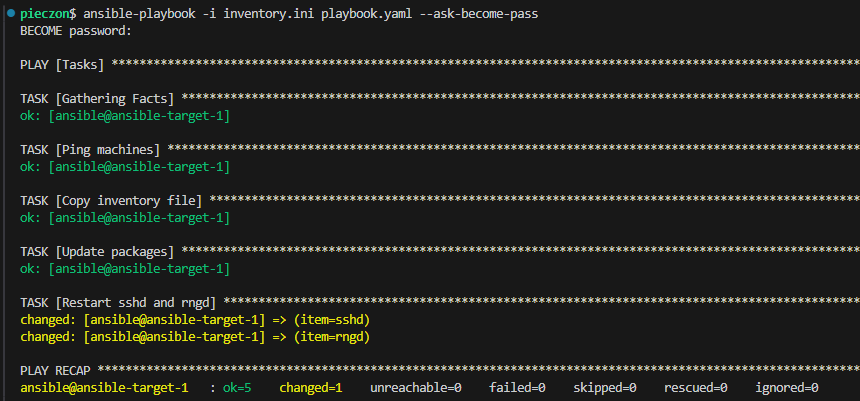 pieczon$ ansible-playbook -i inventory.ini playbook.yaml --ask-become-pass
BECOME password:
PLAY [Tasks] ***********************************************************************************************************
TASK [Gathering Facts] *************************************************************************************************
ok: [ansible@ansible-target-1]
TASK [Ping machines] ***************************************************************************************************
ok: [ansible@ansible-target-1]
TASK [Copy inventory file] *********************************************************************************************
ok: [ansible@ansible-target-1]
TASK [Update packages] *************************************************************************************************
ok: [ansible@ansible-target-1]
TASK [Restart sshd and rngd] *******************************************************************************************
changed: [ansible@ansible-target-1] => (item=sshd)
changed: [ansible@ansible-target-1] => (item=rngd)
PLAY RECAP *************************************************************************************************************
ansible@ansible-target-1   : ok=5    changed=1    unreachable=0    failed=0    skipped=0    rescued=0    ignored=0